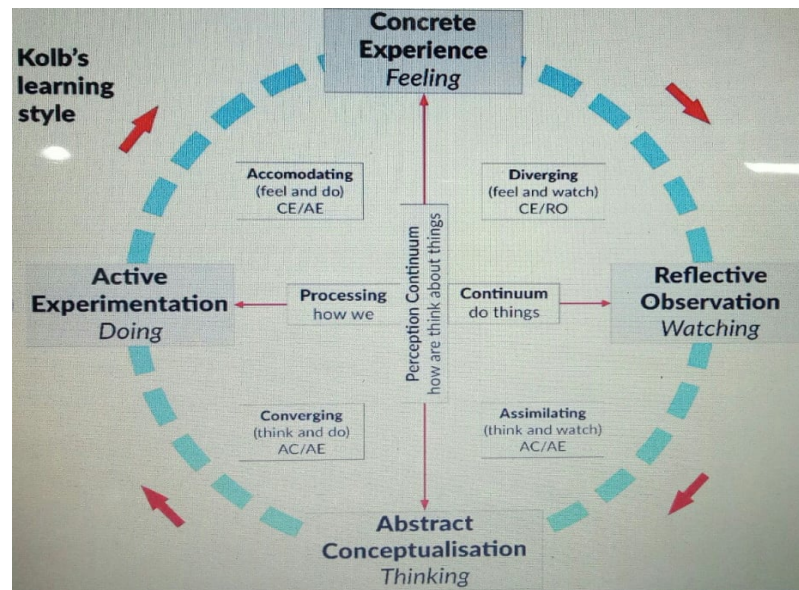 Kolb's
learning
style
Concrete
Experience
Feeling
Accomodating
(feel and do)
CE/AE
Diverging
(feel and watch)
CE/RO
Active
Experimentation
Doing
Processing
how we
Perception Continuum
how are think about things
Continuum
do things
Reflective
Observation
Watching
Converging
(think and do)
AC/AE
Assimilating
(think and watch)
AC/AE
Abstract
Conceptualisation
Thinking